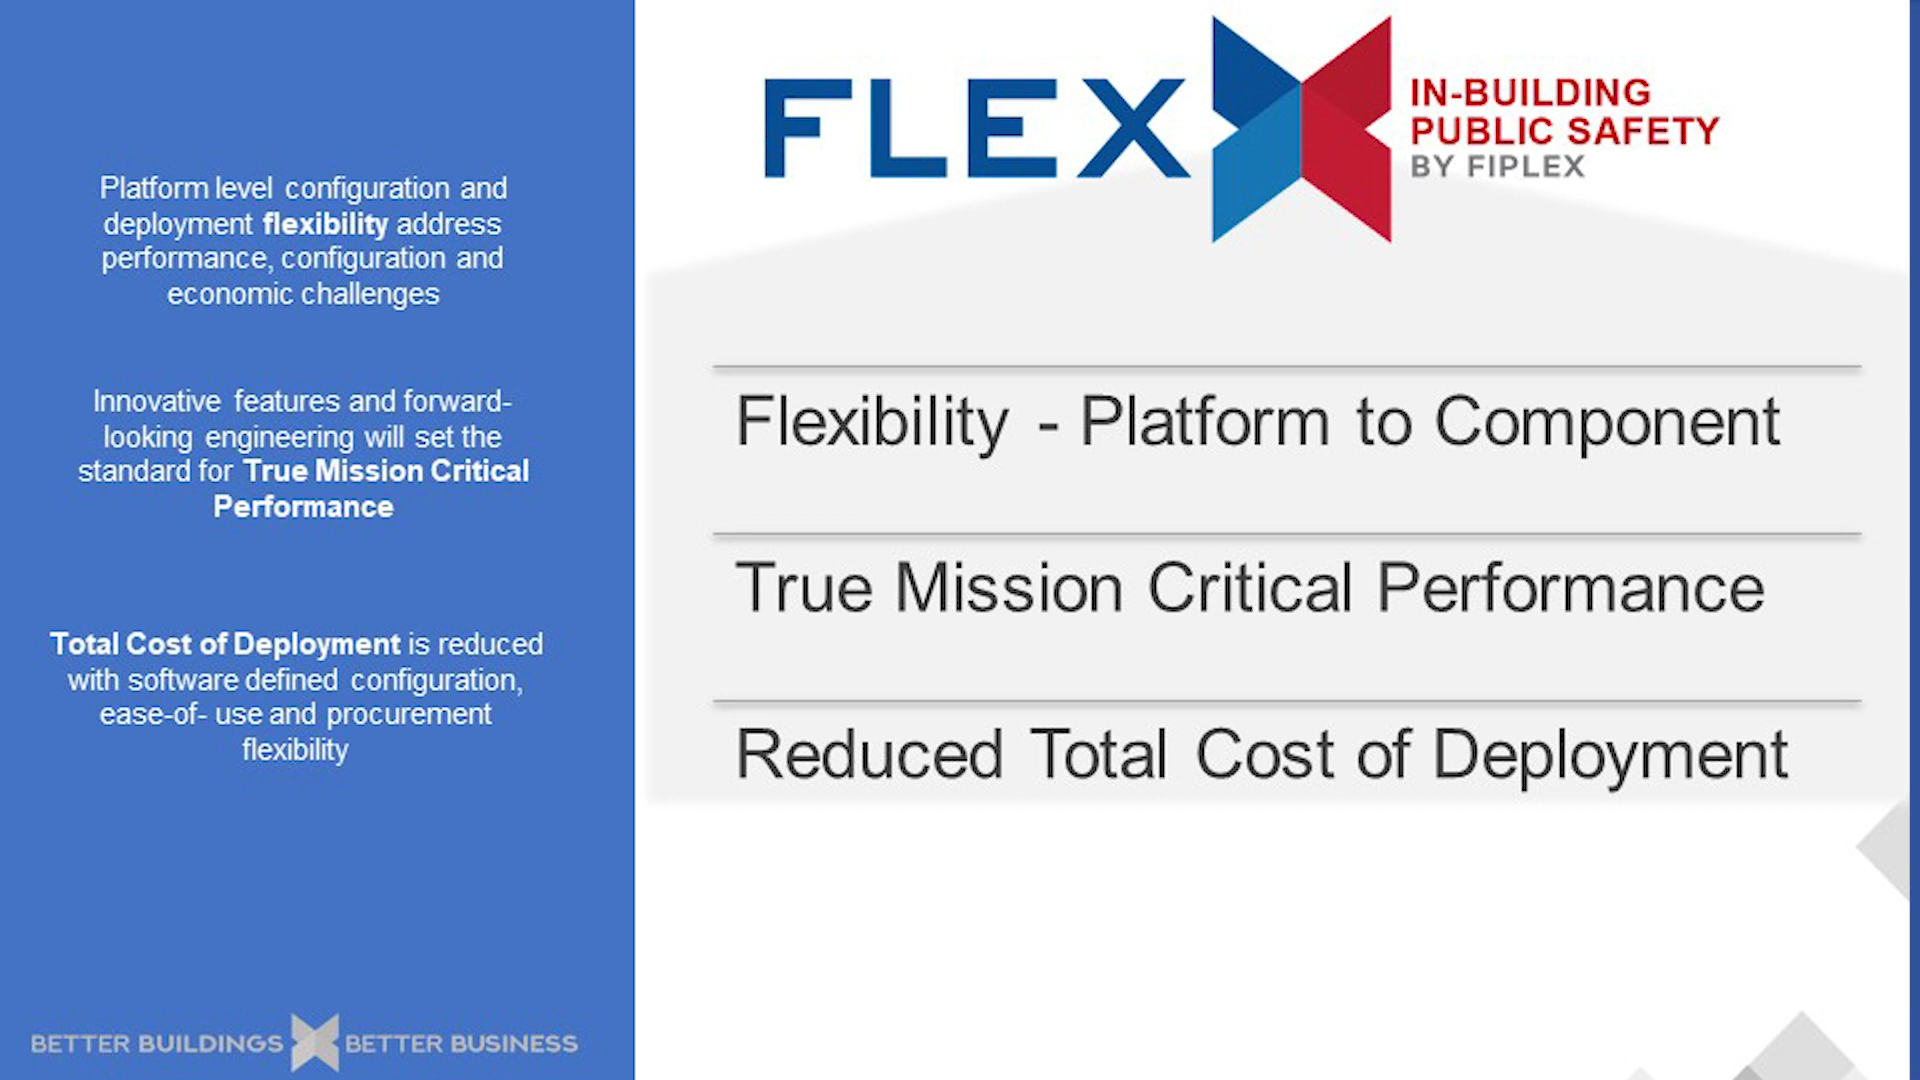 Platform level configuration and
deployment flexibility address
performance, configuration and
economic challenges
Innovative features and forward-
looking engineering will set the
standard for True Mission Critical
Performance
Total Cost of Deployment is reduced
with software defined configuration,
ease-of- use and procurement
flexibility
BETTER BUILDINGS BETTER BUSINESS
FLEX
IN-BUILDING
PUBLIC SAFETY
BY FIPLEX
Flexibility - Platform to Component
True Mission Critical Performance
Reduced Total Cost of Deployment